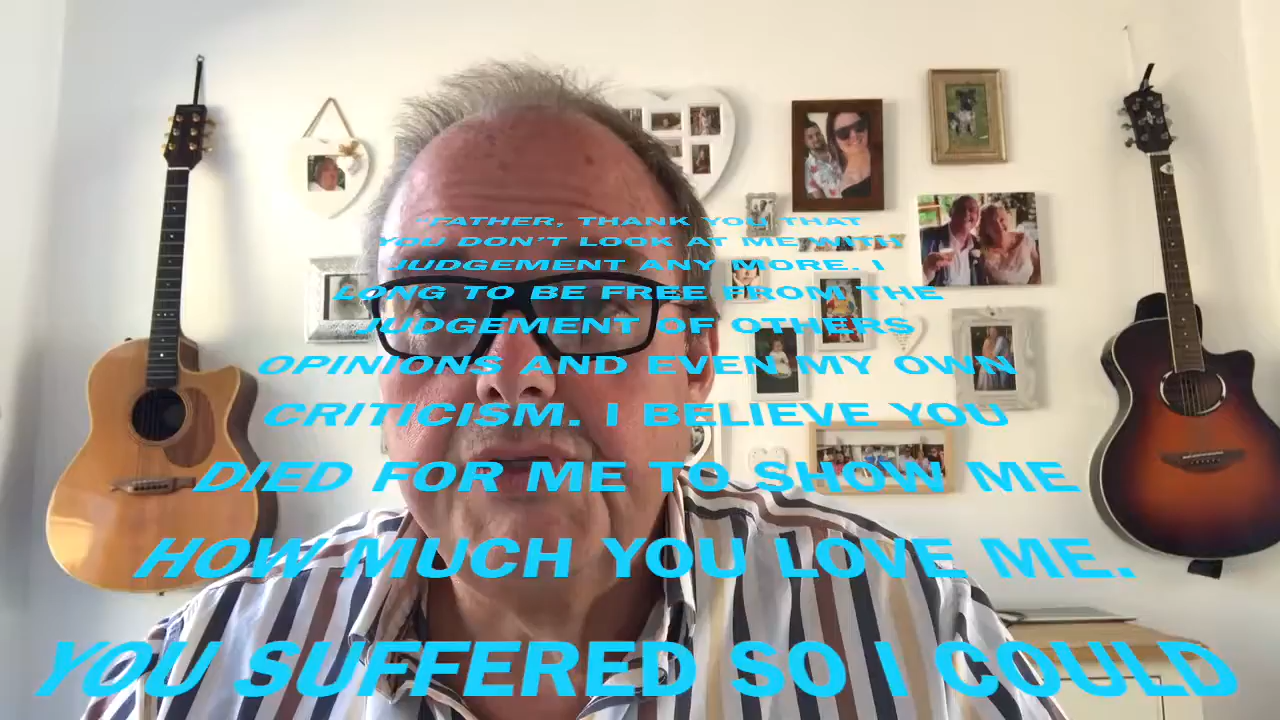 "FATHER, THANK YOU THAT
YOU DON'T LOOK AT ME WITH
JUDGEMENT ANY MORE. I
LONG TO BE FREE FROM THE
JUDGEMENT OF OTHERS
OPINIONS AND EVEN MY OWN
CRITICISM. I BELIEVE YOU
DIED FOR ME TO SHOW ME
HOW MUCH YOU LOVE ME.
YOU SUFFERED SO I COULD